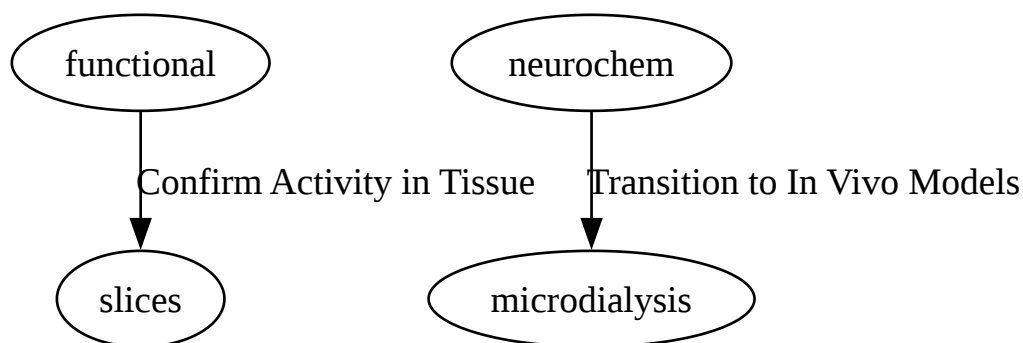 functional
neurochem
Confirm Activity in Tissue
Transition to In Vivo Models
slices
microdialysis